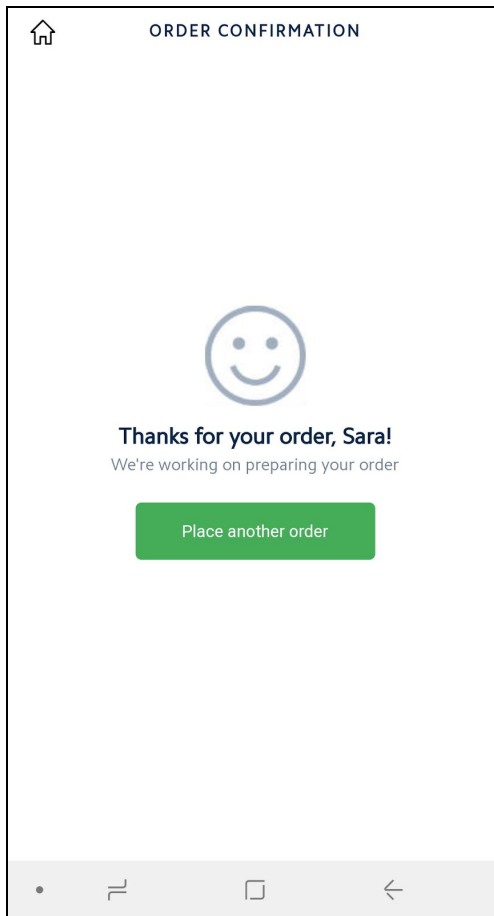 ORDER CONFIRMATION
Thanks for your order, Sara!
We're working on preparing your order
Place another order